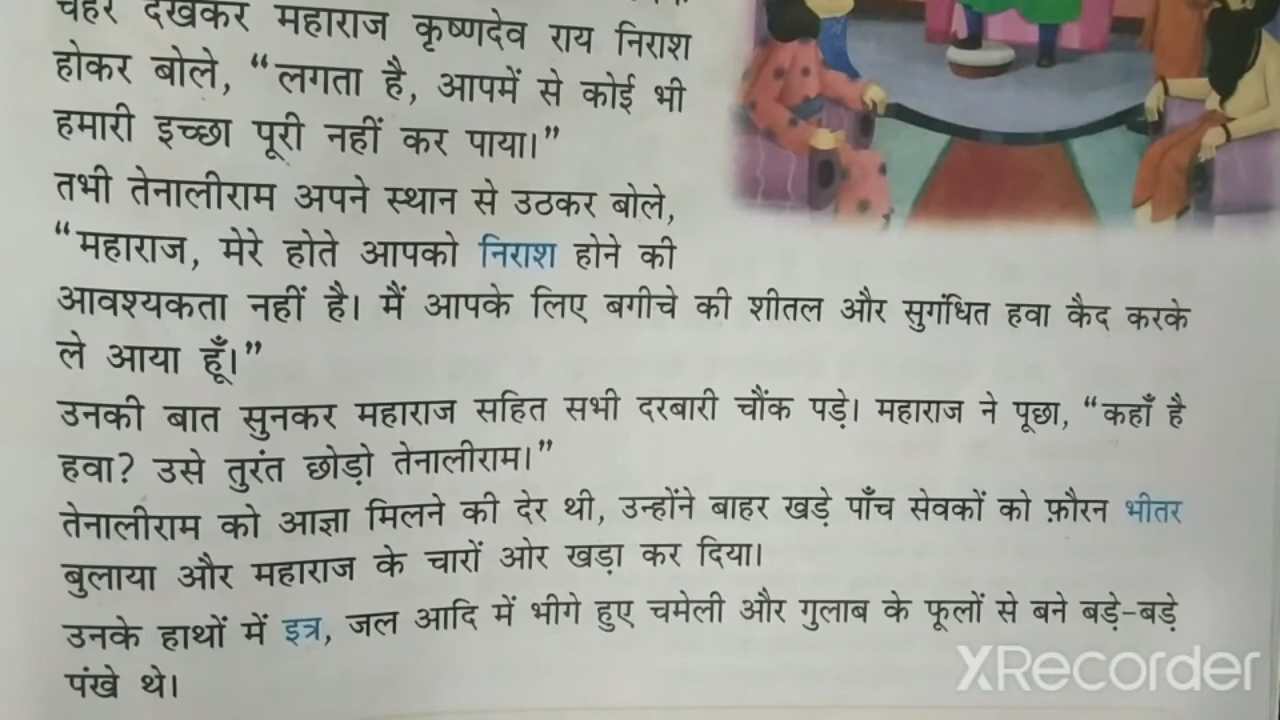 चेहरे देखकर महाराज कृष्णदेव राय निराश
होकर बोले, “लगता है, आपमें से कोई भी
हमारी इच्छा पूरी नहीं कर पाया।”
तभी तेनालीराम अपने स्थान से उठकर बोले,
“महाराज, मेरे होते आपको निराश होने की
आवश्यकता नहीं है। मैं आपके लिए बगीचे की शीतल और सुगंधित हवा कैद करके
ले आया हूँ।”
उनकी बात सुनकर महाराज सहित सभी दरबारी चौंक पड़े। महाराज ने पूछा, “कहाँ है
हवा? उसे तुरंत छोड़ो तेनालीराम।”
तेनालीराम को आज्ञा मिलने की देर थी, उन्होंने बाहर खड़े पाँच सेवकों को फ़ौरन भीतर
बुलाया और महाराज के चारों ओर खड़ा कर दिया।
उनके हाथों में इत्र, जल आदि में भीगे हुए चमेली और गुलाब के फूलों से बने बड़े-बड़े
पंखे थे।
XRecorder